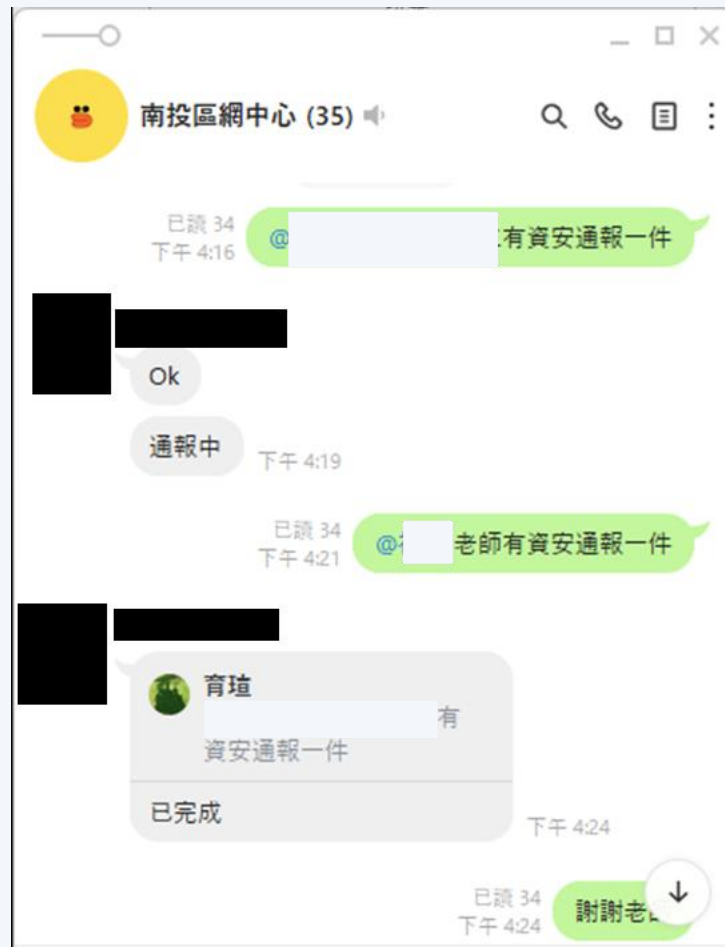 南投區網中心 (35)
已讀 34
下午 4:16
@
有資安通報一件
Ok
通報中
下午 4:19
已讀 34
下午 4:21
@
老師有資安通報一件
育瑄
有
資安通報一件
已完成
下午 4:24
已讀 34
下午 4:24
謝謝老